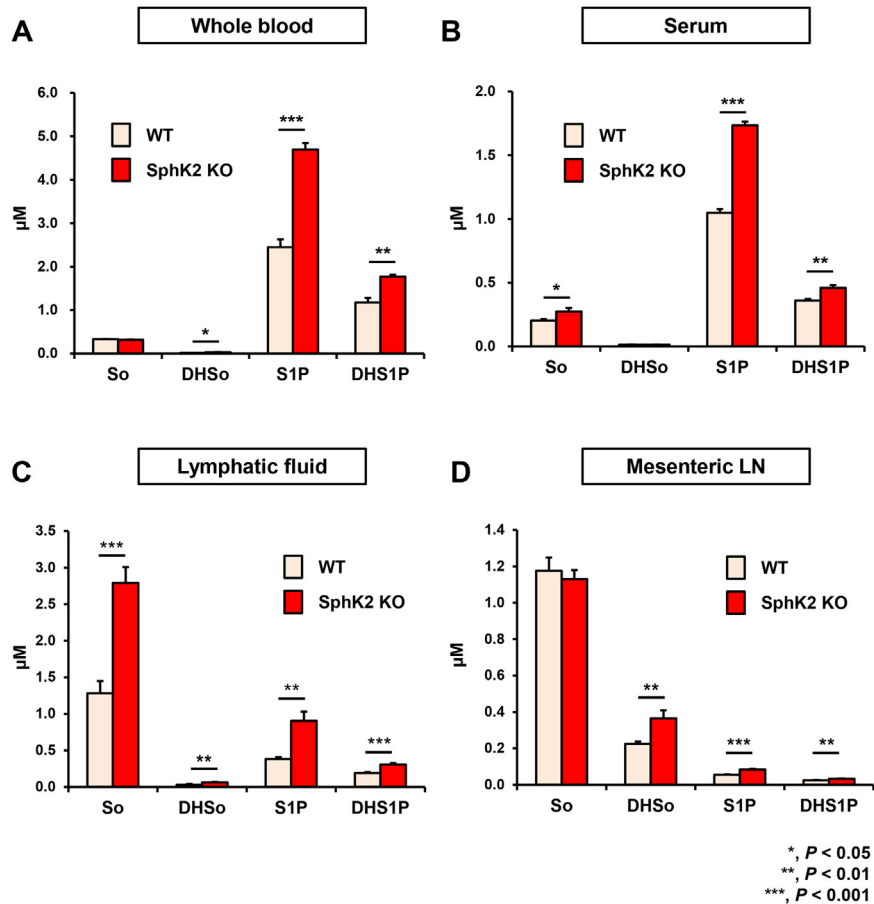 A
Whole blood
6.0
5.0
4.0
3.0
2.0
1.0
0.0
µM
WT
SphK2 KO
***
**
*
So
DHSo
S1P
DHS1P
B
Serum
2.0
1.5
1.0
0.5
0.0
µM
WT
SphK2 KO
***
**
*
So
DHSo
S1P
DHS1P
C
Lymphatic fluid
3.5
3.0
2.5
2.0
1.5
1.0
0.5
0.0
µM
WT
SphK2 KO
***
**
**
***
So
DHSo
S1P
DHS1P
D
Mesenteric LN
1.4
1.2
1.0
0.8
0.6
0.4
0.2
0.0
µM
WT
SphK2 KO
**
***
**
So
DHSo
S1P
DHS1P
*, P < 0.05
**, P < 0.01
***, P < 0.001